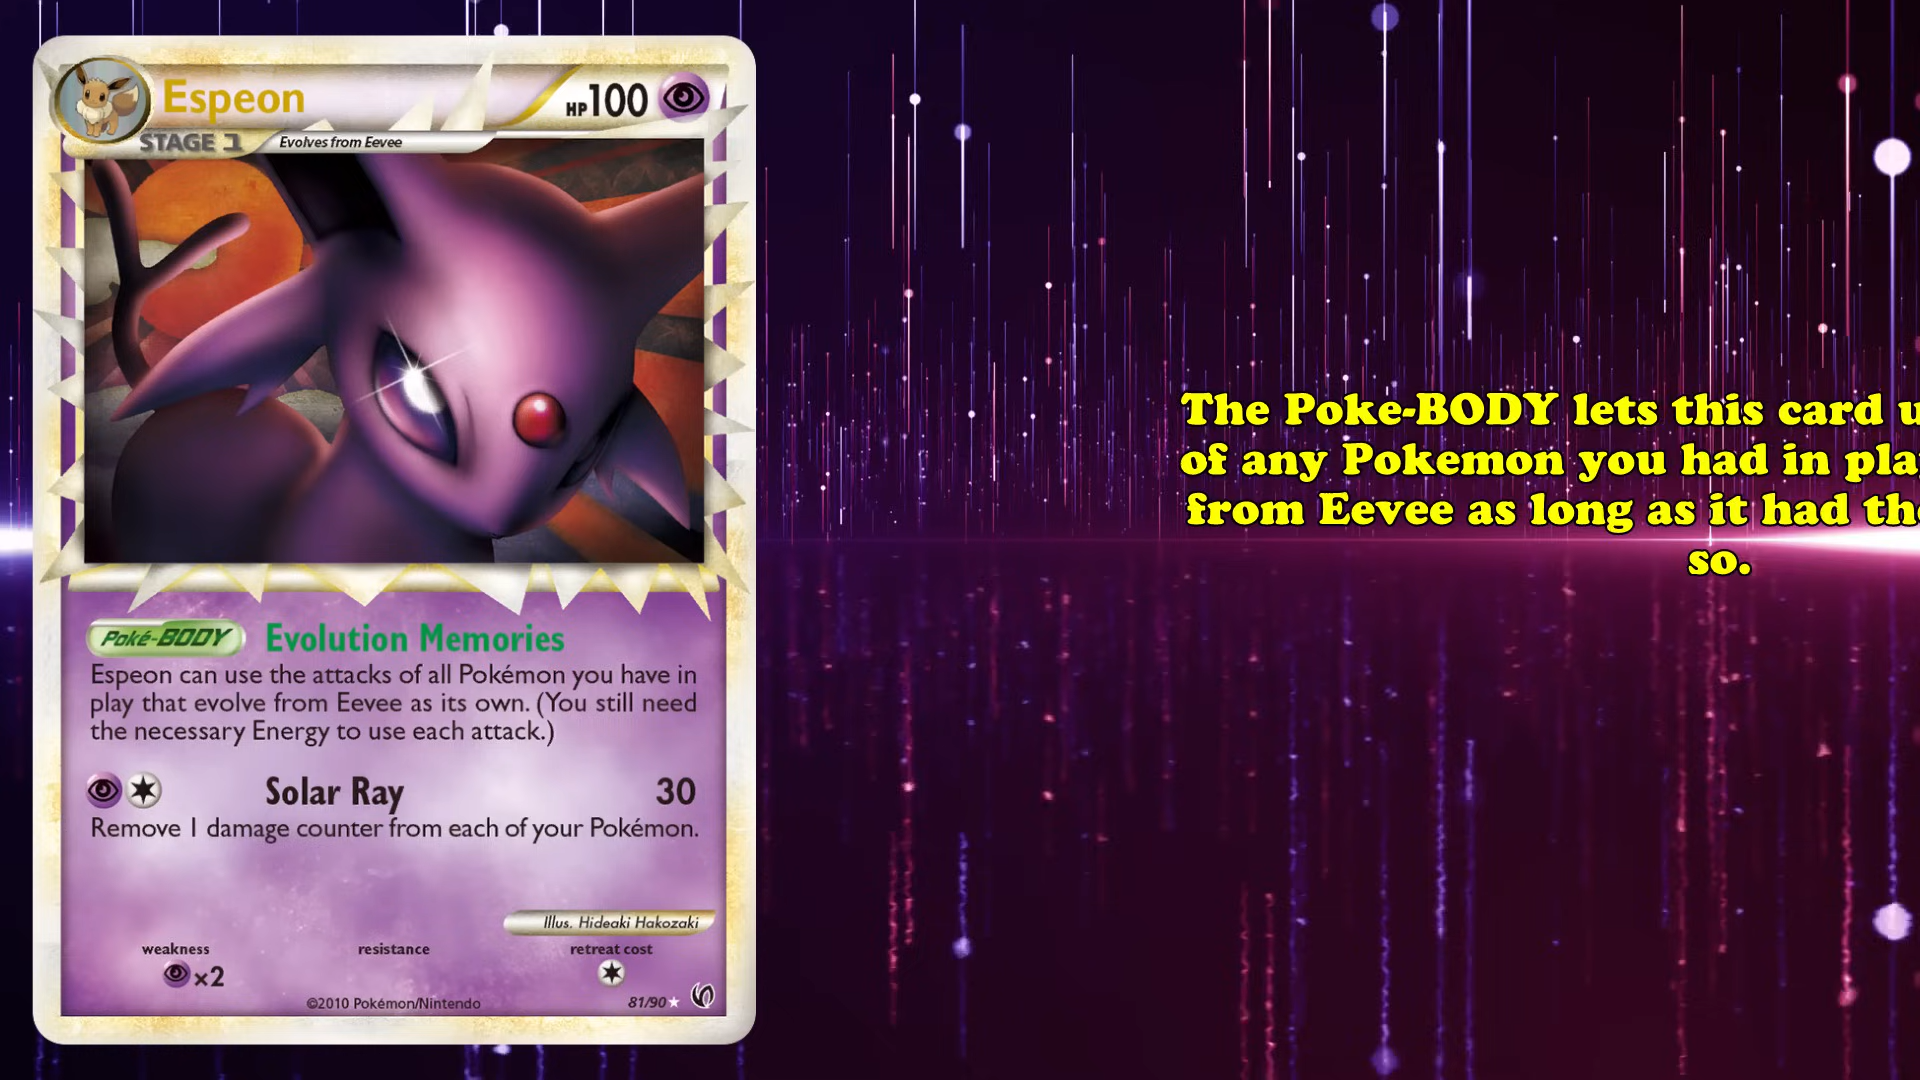 Espeon
HP100
STAGE 1
Evolves from Eevee
The Poke-BODY lets this card
of any Pokemon you had in
from Eevee as long as it had
so.
Poké-BODY Evolution Memories
Espeon can use the attacks of all Pokémon you have in
play that evolve from Eevee as its own. (You still need
the necessary Energy to use each attack.)
Solar Ray 30
Remove 1 damage counter from each of your Pokémon.
Illus. Hideaki Hakozaki
weakness resistance retreat cost
×2
©2010 Pokémon/Nintendo 81/90